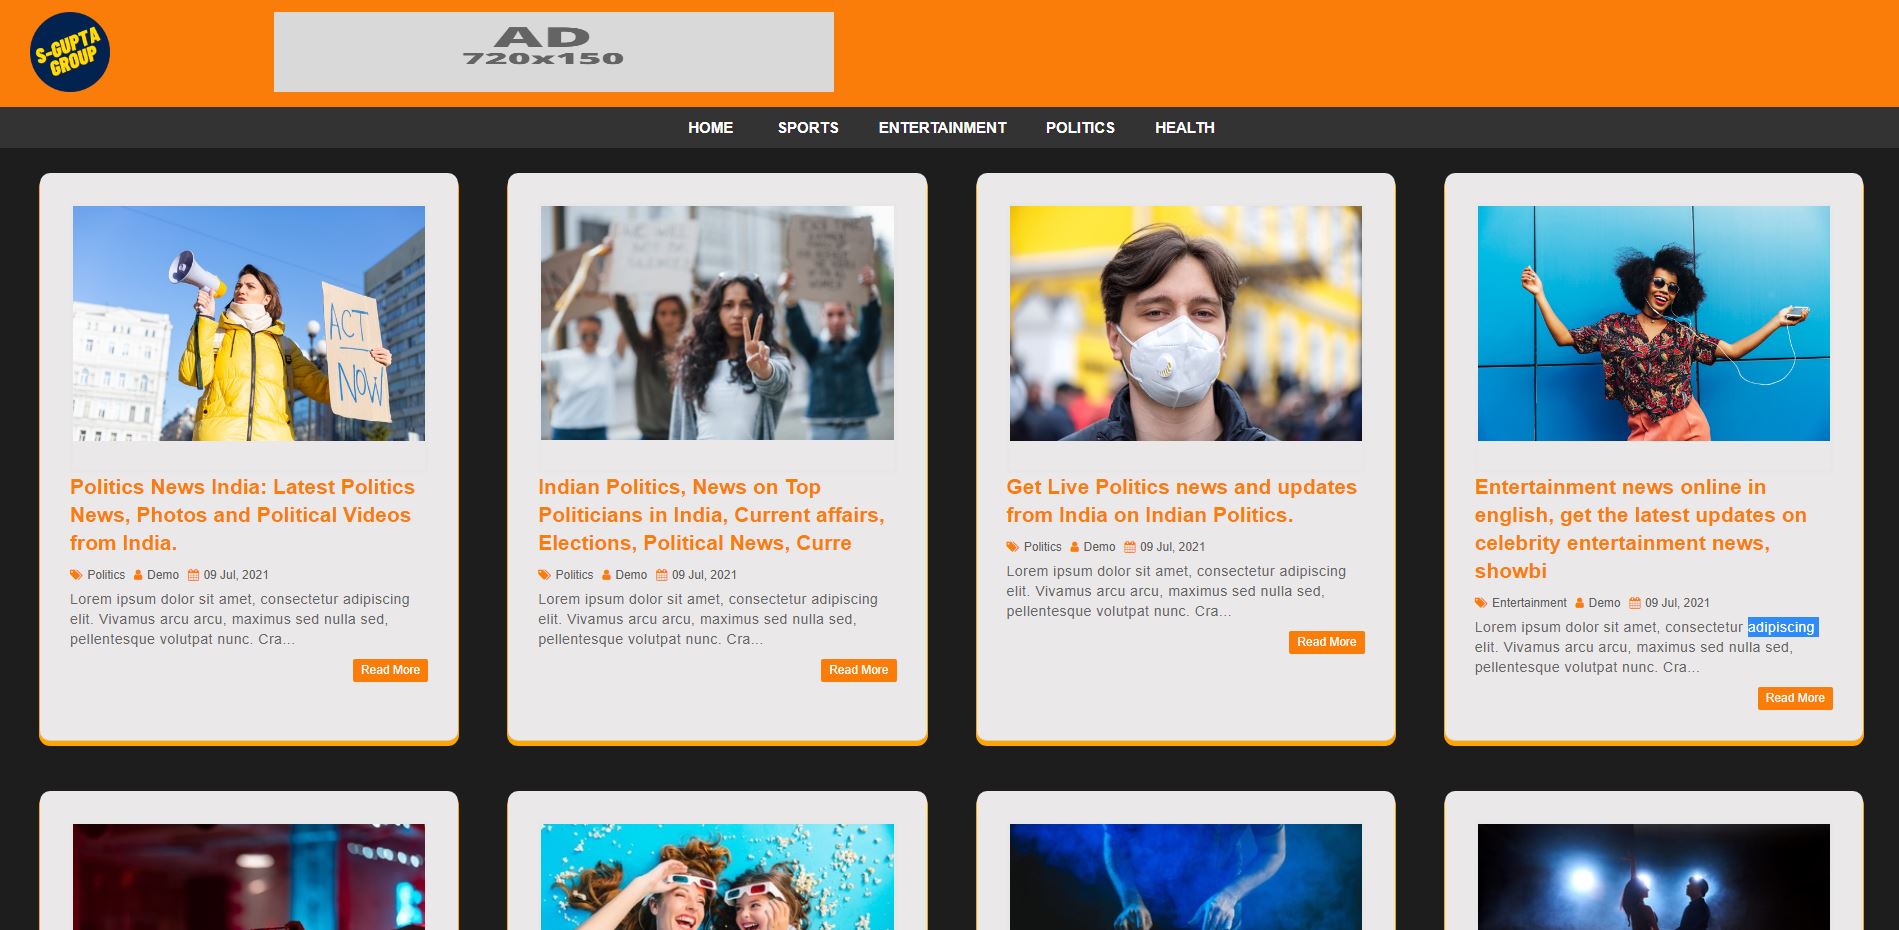 S-GUPTA
GROUP
AD
720x150
HOME SPORTS ENTERTAINMENT POLITICS HEALTH
ACT
NOW
Politics News India: Latest Politics
News, Photos and Political Videos
from India.
Politics Demo 09 Jul, 2021
Lorem ipsum dolor sit amet, consectetur adipiscing
elit. Vivamus arcu arcu, maximus sed nulla sed,
pellentesque volutpat nunc. Cra...
Read More
Indian Politics, News on Top
Politicians in India, Current affairs,
Elections, Political News, Curre
Politics Demo 09 Jul, 2021
Lorem ipsum dolor sit amet, consectetur adipiscing
elit. Vivamus arcu arcu, maximus sed nulla sed,
pellentesque volutpat nunc. Cra...
Read More
Get Live Politics news and updates
from India on Indian Politics.
Politics Demo 09 Jul, 2021
Lorem ipsum dolor sit amet, consectetur adipiscing
elit. Vivamus arcu arcu, maximus sed nulla sed,
pellentesque volutpat nunc. Cra...
Read More
Entertainment news online in
english, get the latest updates on
celebrity entertainment news,
showbi
Entertainment Demo 09 Jul, 2021
Lorem ipsum dolor sit amet, consectetur adipiscing
elit. Vivamus arcu arcu, maximus sed nulla sed,
pellentesque volutpat nunc. Cra...
Read More